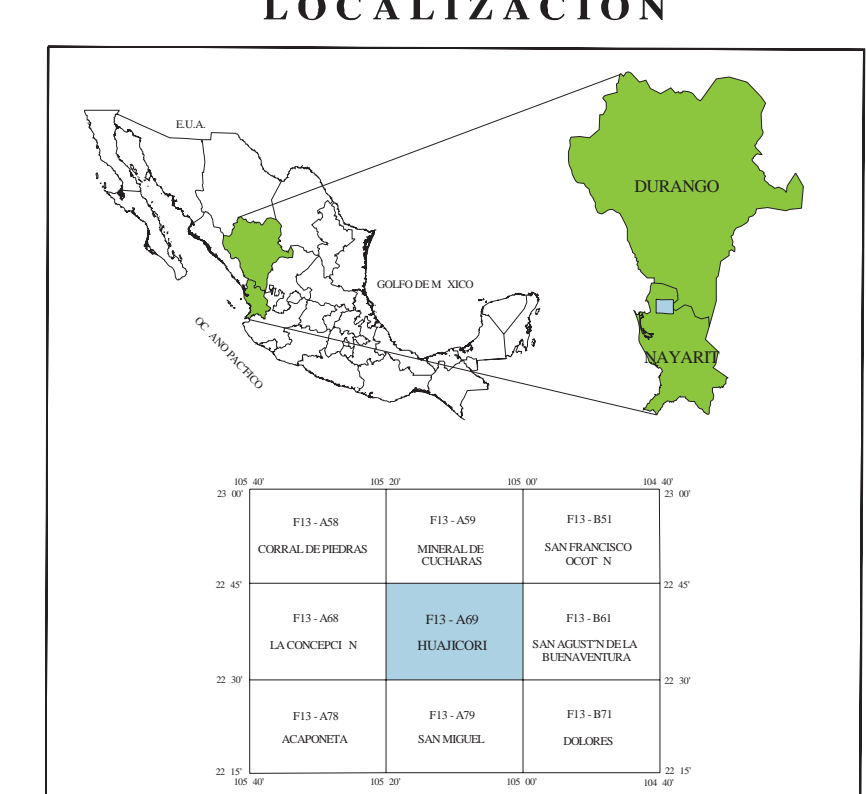 LOCALIZACIÓN
E.U.A.
DURANGO
GOLFO DE M XICO
OC ANO PAC"FICO
NAYARIT
105 40' 105 20' 105 00' 104 40'
23 00' 23 00'
F13 - A58 F13 - A59 F13 - B51
CORRAL DE PIEDRAS MINERAL DE SAN FRANCISCO
CUCHARAS OCOT" N
22 45' 22 45'
F13 - A68 F13 - A69 F13 - B61
LA CONCEPCI N HUAJICORI SAN AGUST"N DE LA
BUENAVENTURA
22 30' 22 30'
F13 - A78 F13 - A79 F13 - B71
ACAPONETA SAN MIGUEL DOLORES
22 15' 22 15'
105 40' 105 20' 105 00' 104 40'